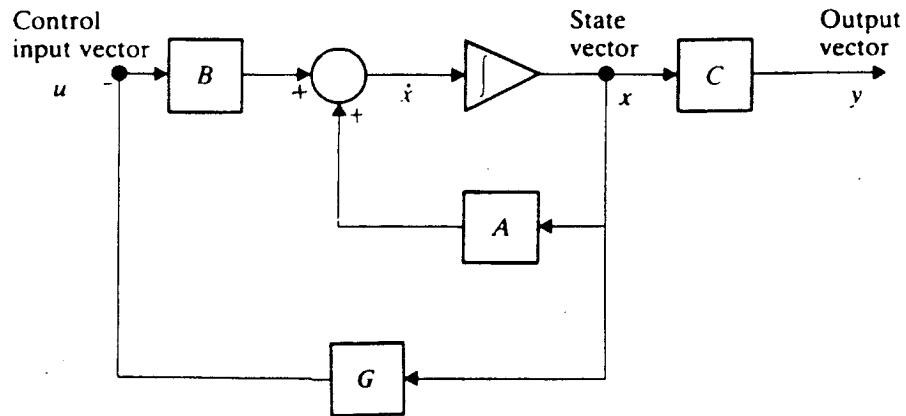 Control
input vector
u
-
B
+
+
ẋ
∫
State
vector
x
C
Output
vector
y
A
G